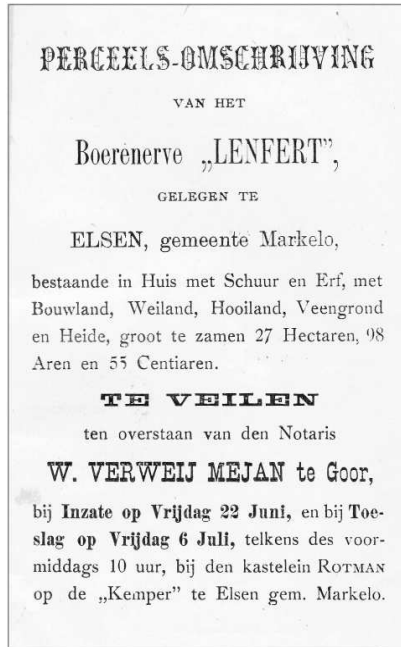 PERCEELS-OMSCHRIJVING
VAN HET
Boerenerve „LENFERT”,
GELEGEN TE
ELSEN, gemeente Markelo,
bestaande in Huis met Schuur en Erf, met
Bouwland, Weiland, Hooiland, Veengrond
en Heide, groot te zamen 27 Hectaren, 98
Aren en 55 Centiaren.
TE VEILEN
ten overstaan van den Notaris
W. VERWEIJ MEJAN te Goor,
bij Inzate op Vrijdag 22 Juni, en bij Toe-
slag op Vrijdag 6 Juli, telkens des voor-
middags 10 uur, bij den kastelein ROTMAN
op de „Kemper” te Elsen gem. Markelo.